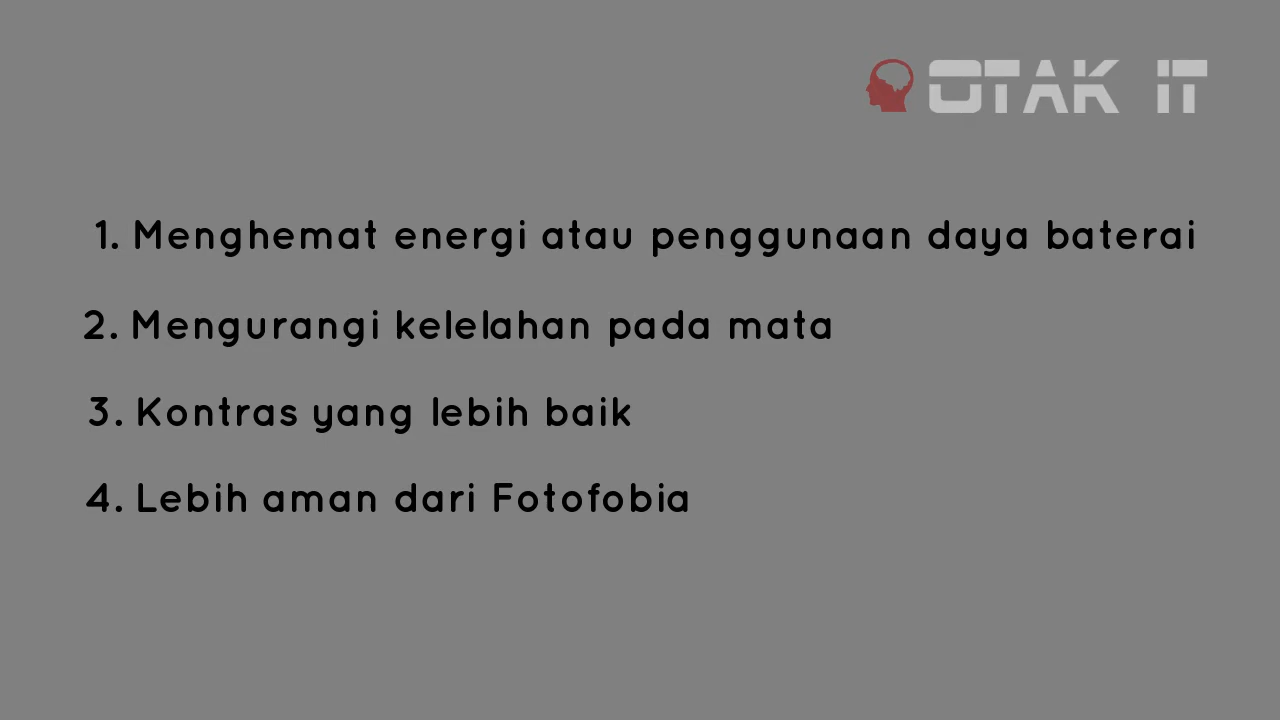 OTAK IT
1. Menghemat energi atau penggunaan daya baterai
2. Mengurangi kelelahan pada mata
3. Kontras yang lebih baik
4. Lebih aman dari Fotofobia